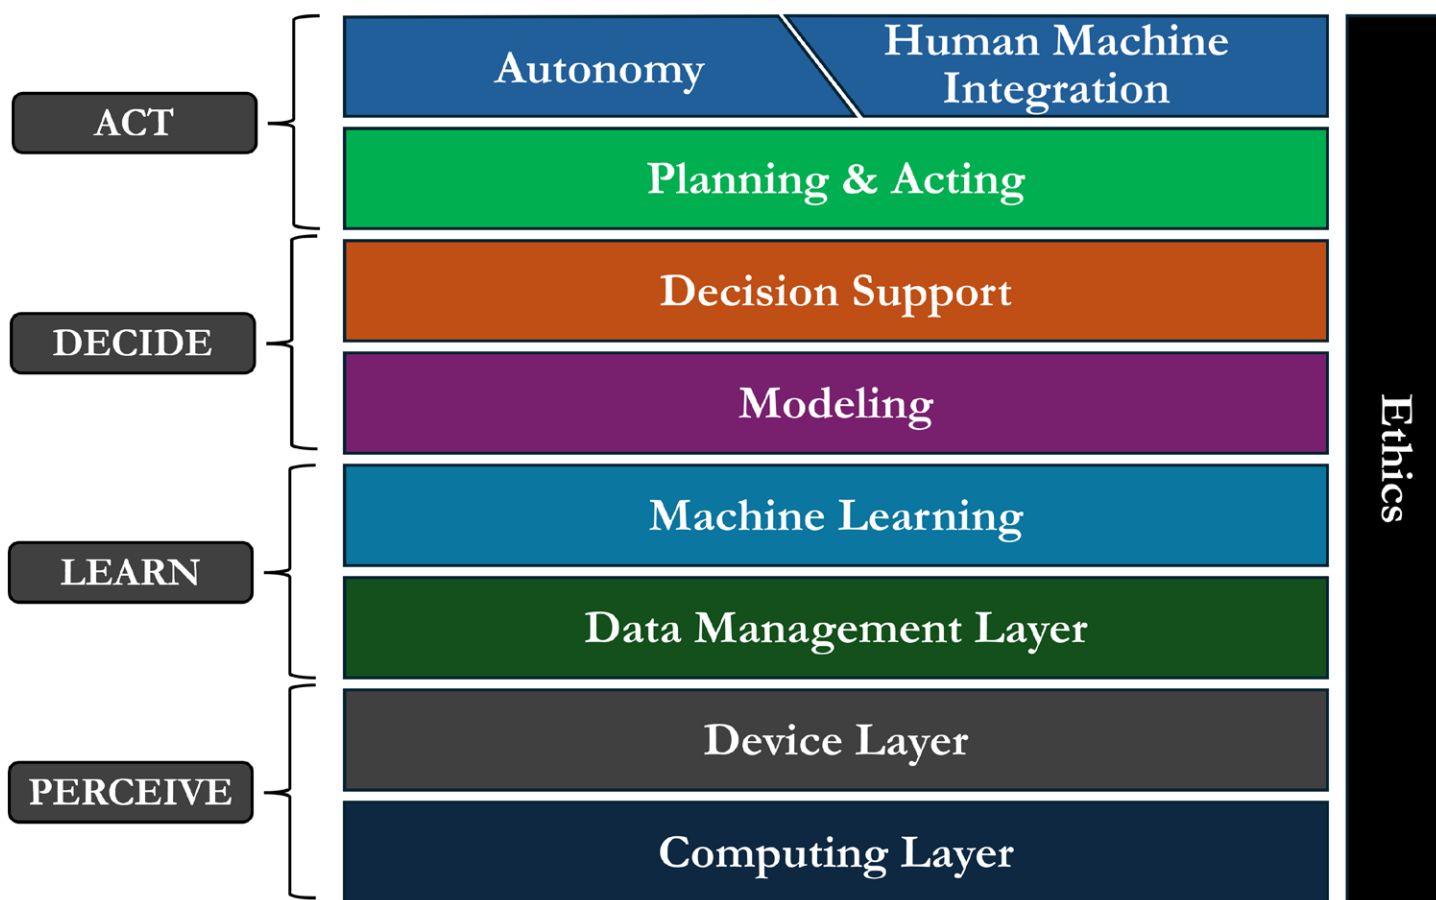 ACT
Autonomy
Human Machine
Integration
Planning & Acting
DECIDE
Decision Support
Modeling
LEARN
Machine Learning
Data Management Layer
PERCEIVE
Device Layer
Computing Layer
Ethics